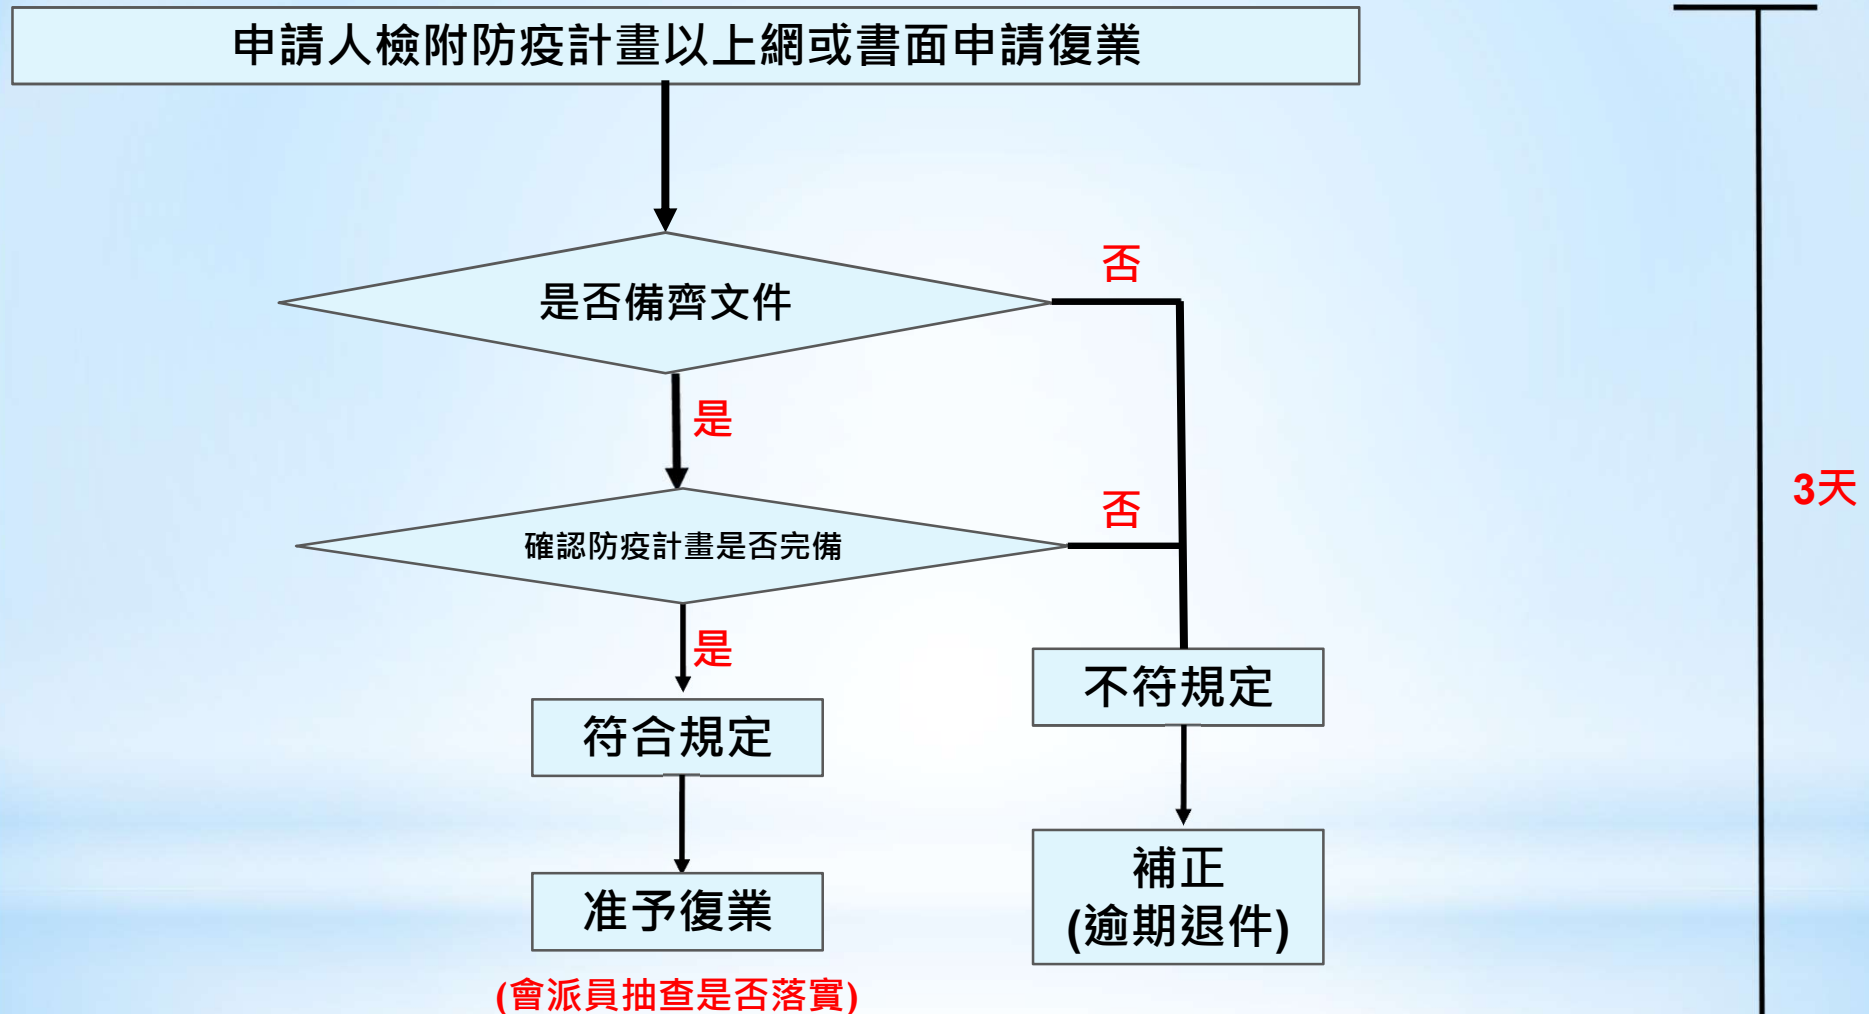 申請人檢附防疫計畫以上網或書面申請復業
否
是否備齊文件
是
3天
否
確認防疫計畫是否完備
是
不符規定
符合規定
補正
(逾期退件)
准予復業
(會派員抽查是否落實)